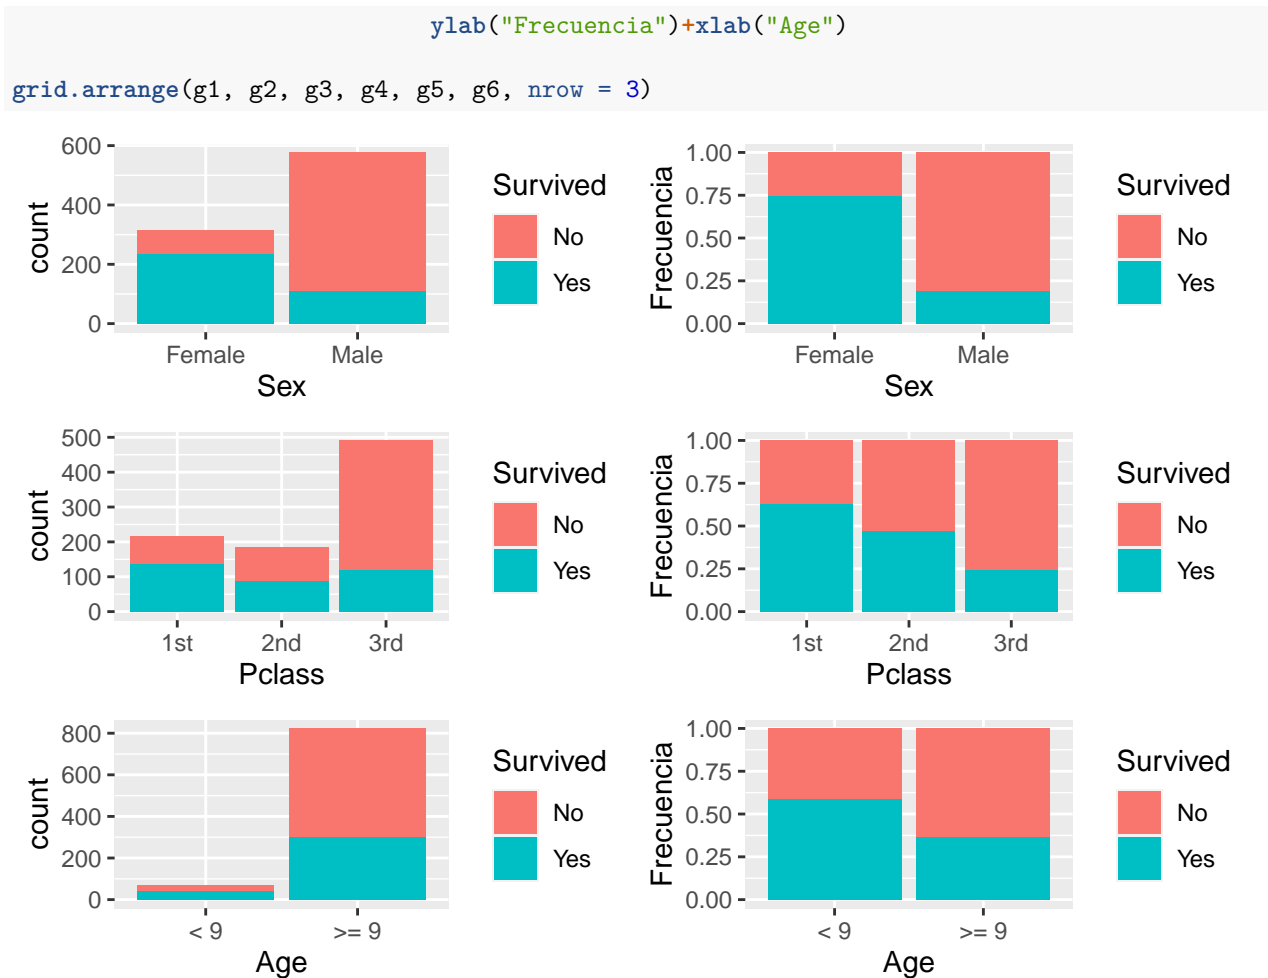 ylab("Frecuencia")+xlab("Age")
grid.arrange(g1, g2, g3, g4, g5, g6, nrow = 3)
600
400
200
0
count
Female Male
Sex
Survived
No
Yes
1.00
0.75
0.50
0.25
0.00
Frecuencia
Female Male
Sex
Survived
No
Yes
500
400
300
200
100
0
count
1st 2nd 3rd
Pclass
Survived
No
Yes
1.00
0.75
0.50
0.25
0.00
Frecuencia
1st 2nd 3rd
Pclass
Survived
No
Yes
800
600
400
200
0
count
< 9 >= 9
Age
Survived
No
Yes
1.00
0.75
0.50
0.25
0.00
Frecuencia
< 9 >= 9
Age
Survived
No
Yes